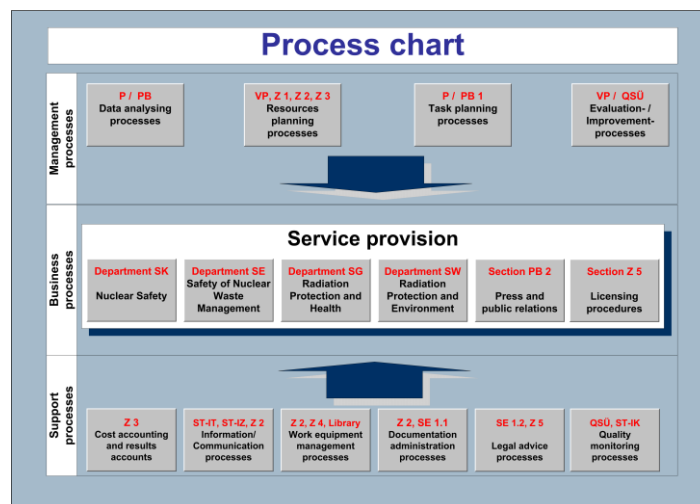 Process chart
Management
processes
P / PB
Data analysing
processes
VP, Z 1, Z 2, Z 3
Resources
planning
processes
P / PB 1
Task planning
processes
VP / QSÜ
Evaluation- /
Improvement-
processes
Business
processes
Service provision
Department SK
Nuclear Safety
Department SE
Safety of Nuclear
Waste
Management
Department SG
Radiation
Protection and
Health
Department SW
Radiation
Protection and
Environment
Section PB 2
Press and
public relations
Section Z 5
Licensing
procedures
Support
processes
Z 3
Cost accounting
and results
accounts
ST-IT, ST-IZ, Z 2
Information/
Communication
processes
Z 2, Z 4, Library
Work equipment
management
processes
Z 2, SE 1.1
Documentation
administration
processes
SE 1.2, Z 5
Legal advice
processes
QSÜ, ST-IK
Quality
monitoring
processes